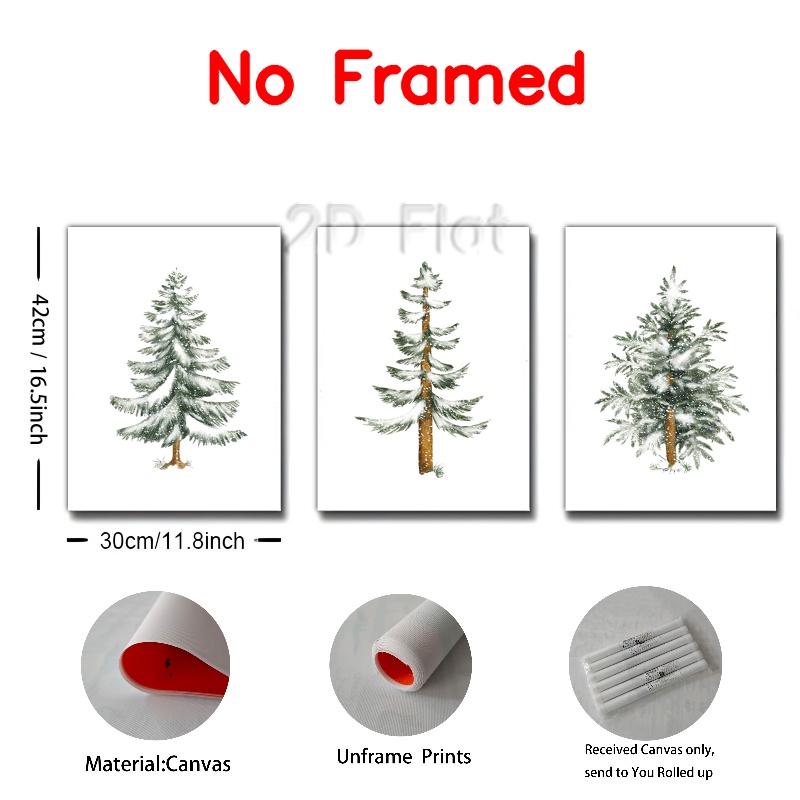 No Framed
2D Flat
42cm / 16.5inch
30cm/11.8inch
Material:Canvas
Unframe Prints
Received Canvas only,
send to You Rolled up